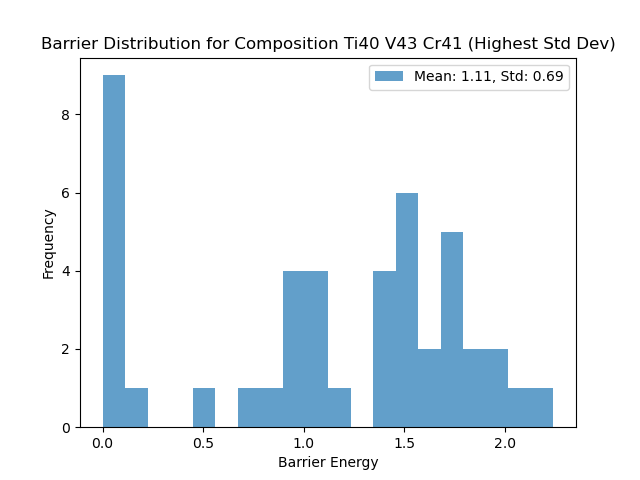 Barrier Distribution for Composition Ti40 V43 Cr41 (Highest Std Dev)
Mean: 1.11, Std: 0.69
Frequency
8
6
4
2
0
0.0 0.5 1.0 1.5 2.0
Barrier Energy